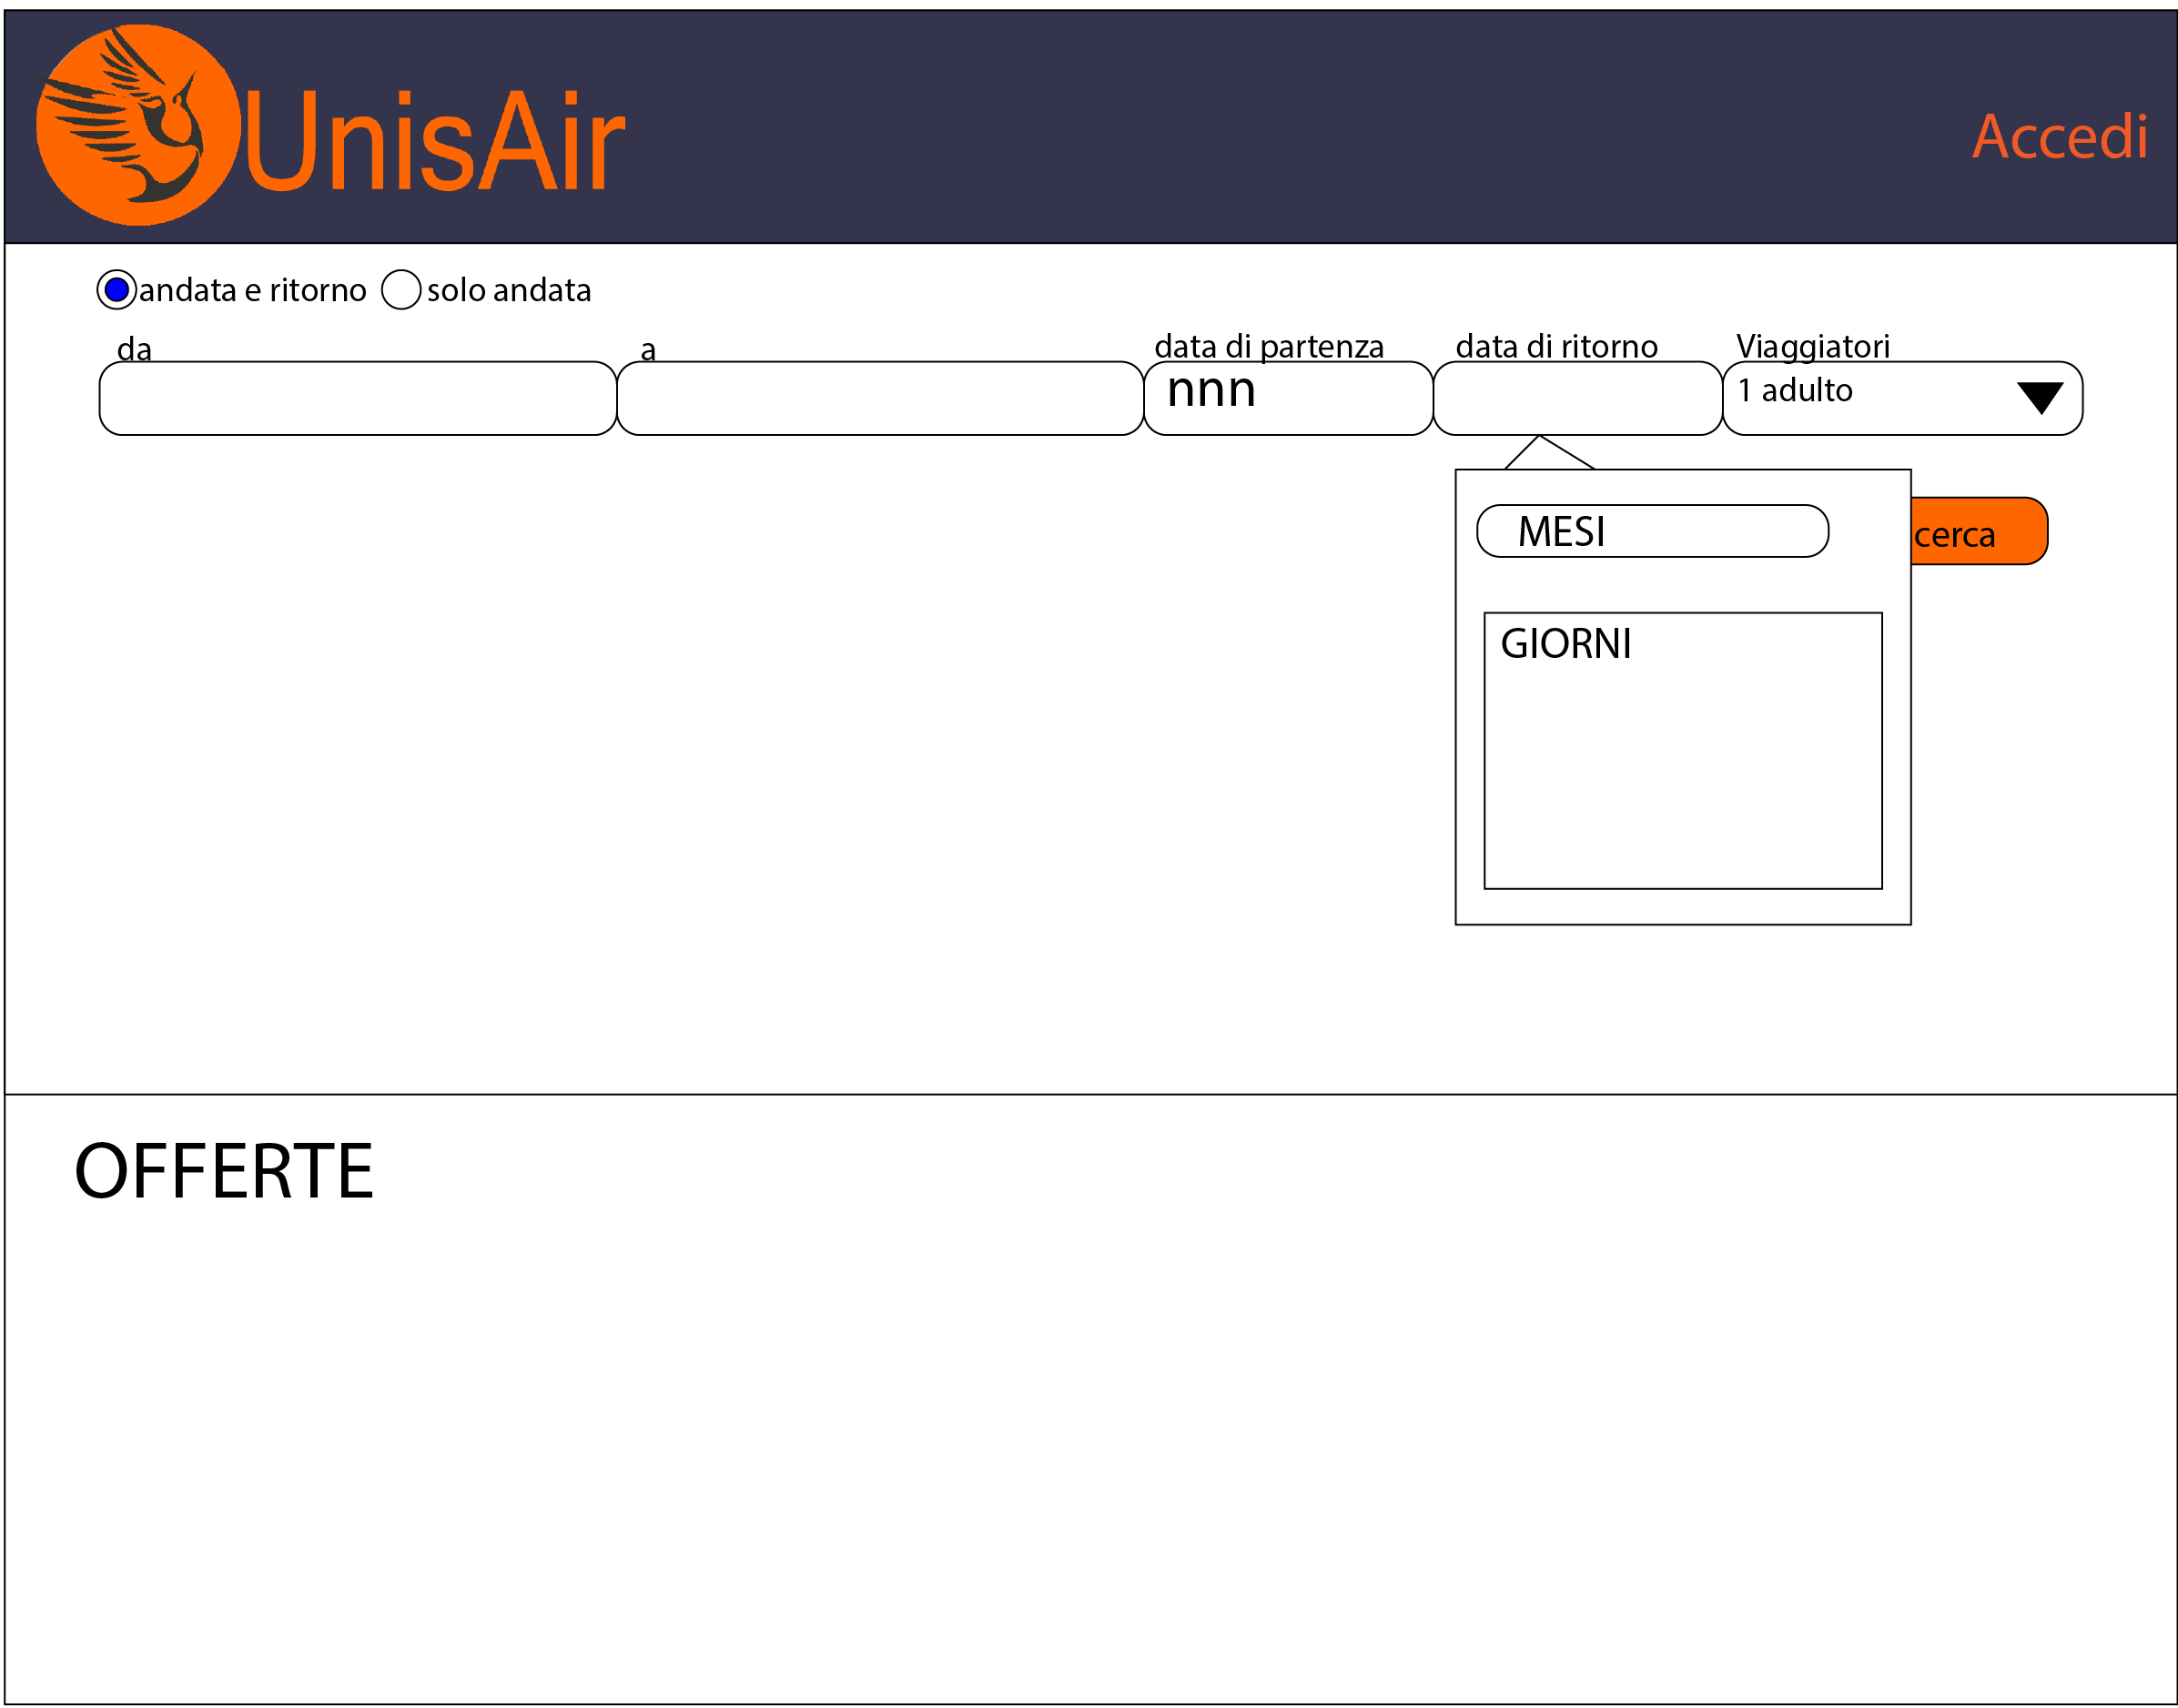 UnisAir
Accedi
andata e ritorno solo andata
da a data di partenza data di ritorno Viaggiatori
nnn 1 adulto
MESI
cerca
GIORNI
OFFERTE